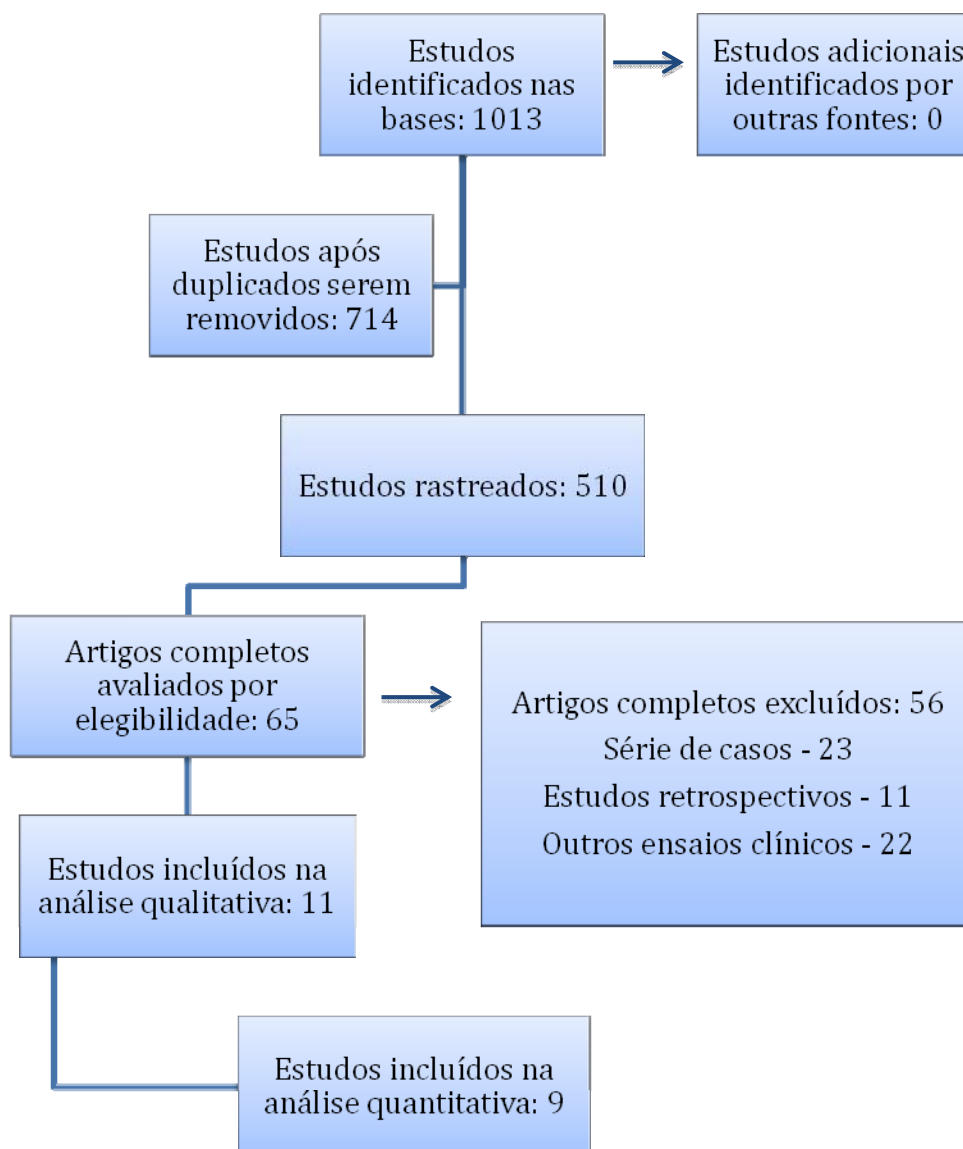 Estudos
identificados nas
bases: 1013
Estudos adicionais
identificados por
outras fontes: 0
Estudos após
duplicados serem
removidos: 714
Estudos rastreados: 510
Artigos completos
avaliados por
elegibilidade: 65
Artigos completos excluídos: 56
Série de casos - 23
Estudos retrospectivos - 11
Outros ensaios clínicos - 22
Estudos incluídos na
análise qualitativa: 11
Estudos incluídos na
análise quantitativa: 9